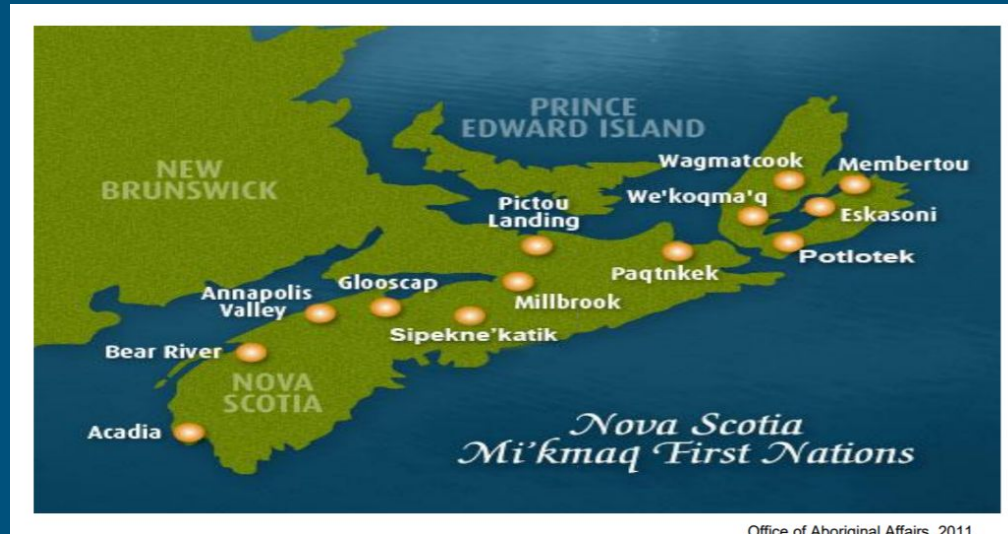 PRINCE
EDWARD ISLAND
NEW
BRUNSWICK
Wagmatcook
Membertou
We'koqma'q
Eskasoni
Pictou
Landing
Potlotek
Paqtnkek
Glooscap
Millbrook
Annapolis
Valley
Sipekne'katik
Bear River
NOVA
SCOTIA
Acadia
Nova Scotia
Mi'kmaq First Nations
Office of Aboriginal Affairs, 2011